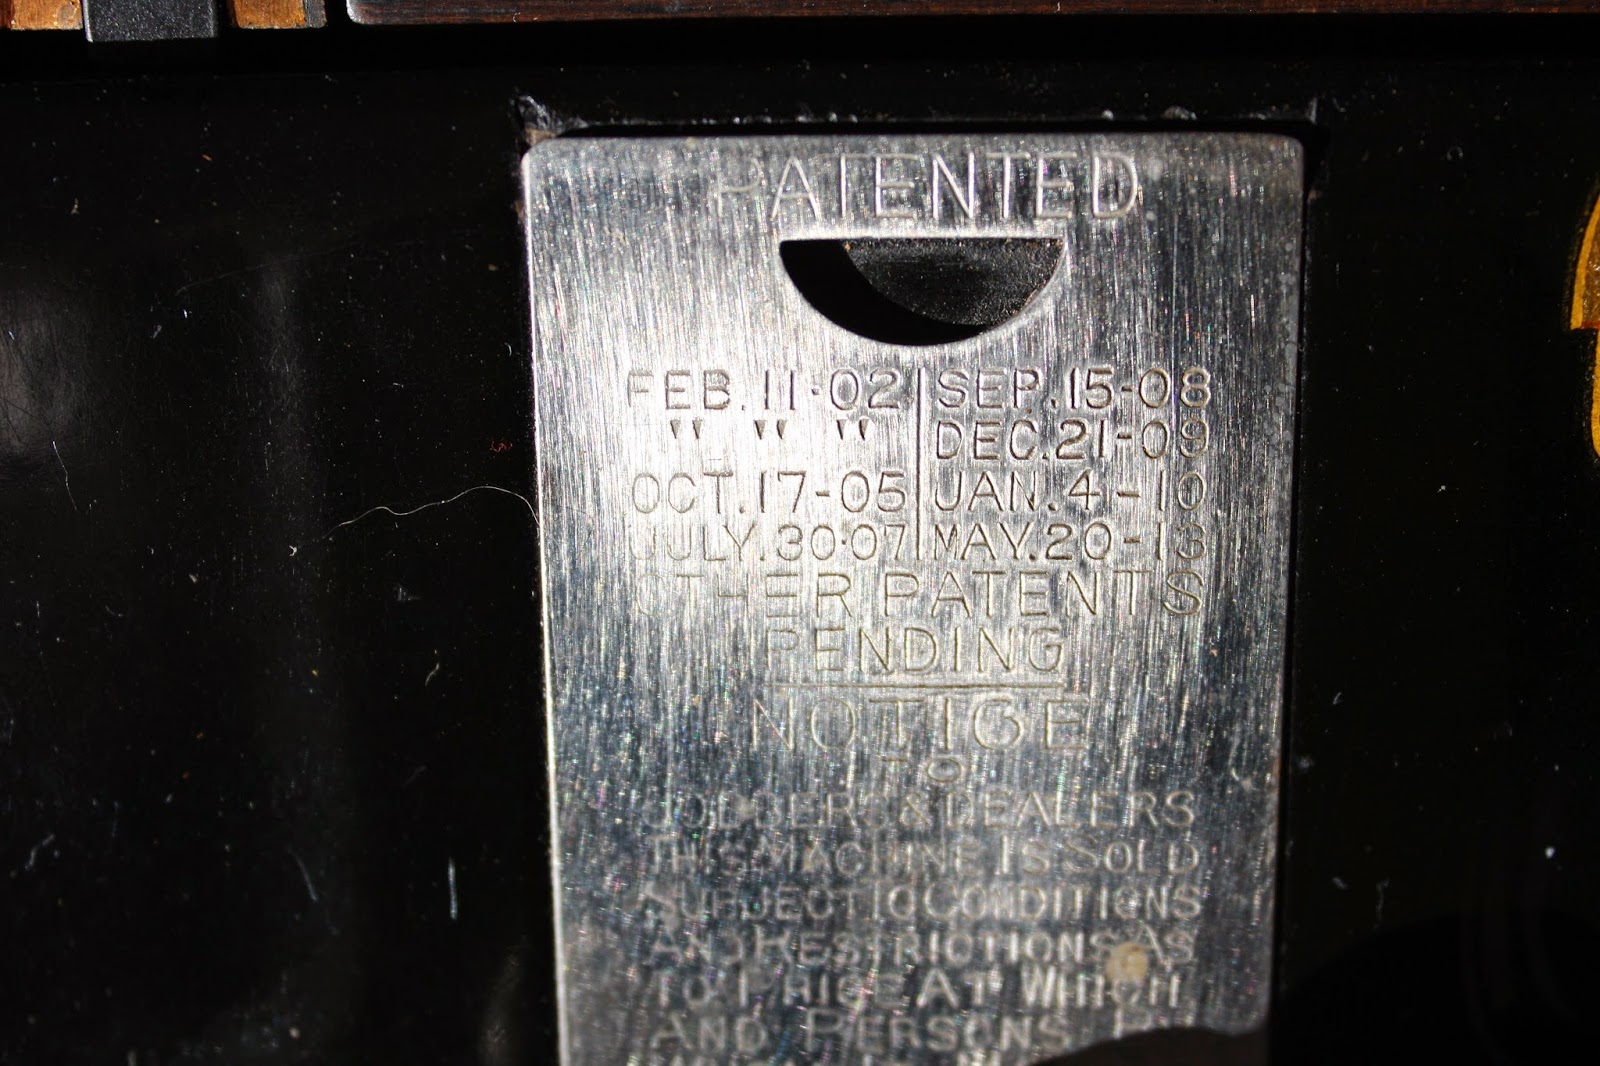 PATENTED
FEB.11-02 | SEP.15-08
" " " | DEC.21-09
OCT.17-05 | JAN.4-10
JULY.30-07 | MAY.20-13
OTHER PATENTS
PENDING
NOTICE
TO
JOBBERS & DEALERS
THIS MACHINE IS SOLD
SUBJECT TO CONDITIONS
AND RESTRICTIONS AS
TO PRICE AT WHICH
AND PERSONS